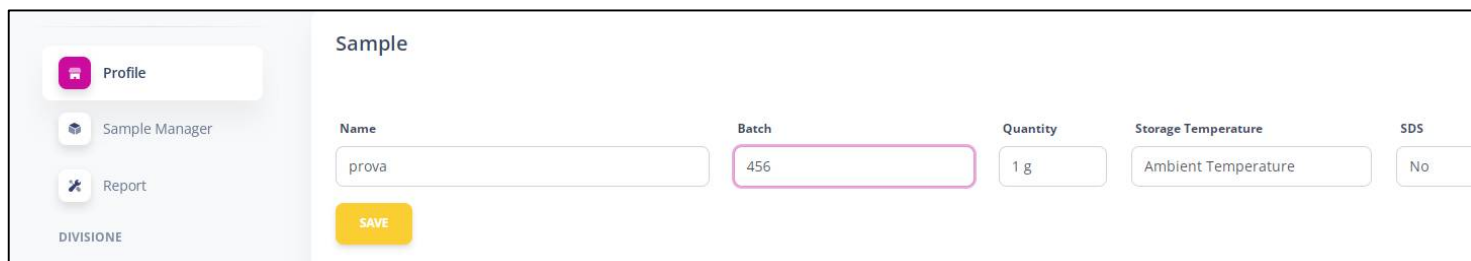 Profile
Sample Manager
Report
DIVISIONE
Sample
Name Batch Quantity Storage Temperature SDS
prova 456 1 g Ambient Temperature No
SAVE